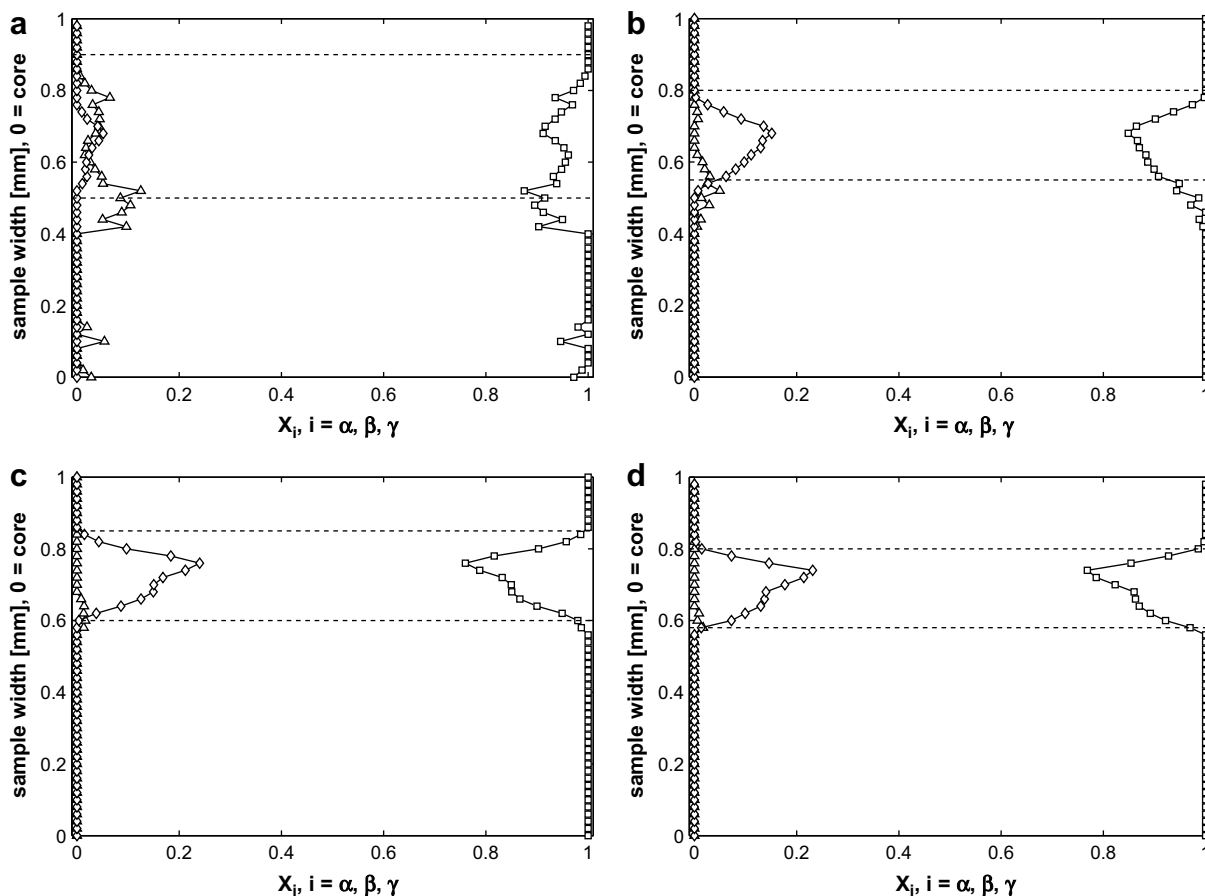 a
1
0.8
0.6
0.4
0.2
0
0 0.2 0.4 0.6 0.8 1
sample width [mm], 0 = core
Xi, i = α, β, γ
b
1
0.8
0.6
0.4
0.2
0
0 0.2 0.4 0.6 0.8 1
sample width [mm], 0 = core
Xi, i = α, β, γ
c
1
0.8
0.6
0.4
0.2
0
0 0.2 0.4 0.6 0.8 1
sample width [mm], 0 = core
Xi, i = α, β, γ
d
1
0.8
0.6
0.4
0.2
0
0 0.2 0.4 0.6 0.8 1
sample width [mm], 0 = core
Xi, i = α, β, γ